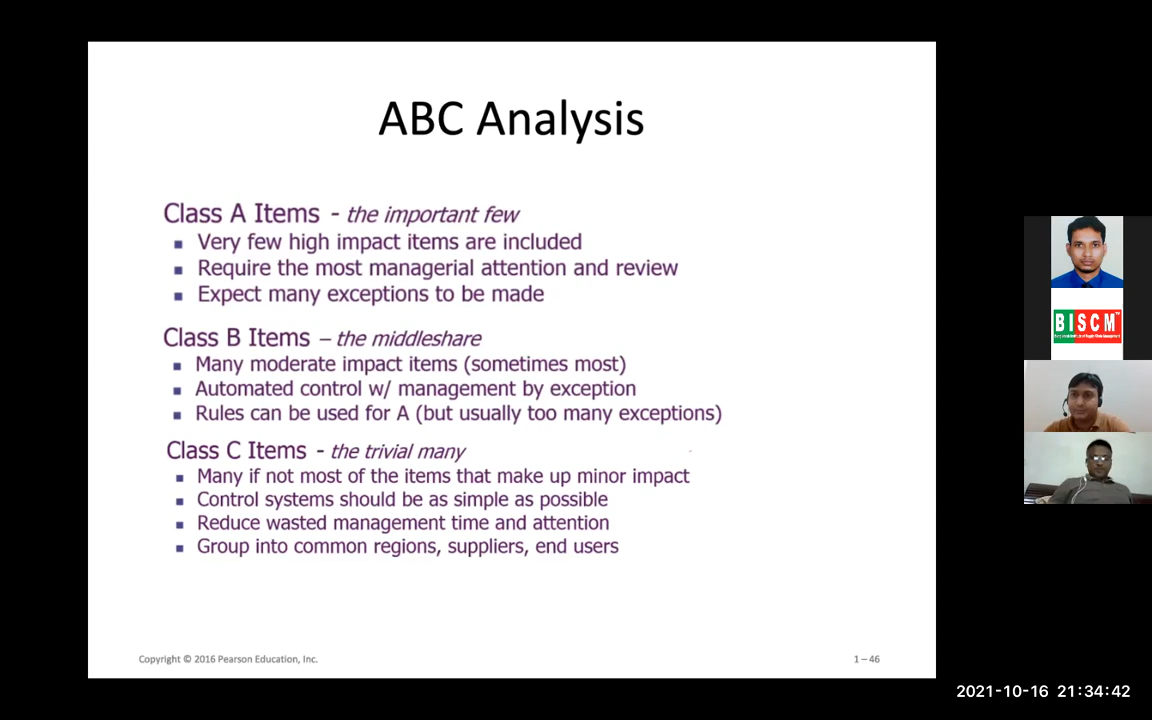 ABC Analysis
Class A Items - the important few
Very few high impact items are included
Require the most managerial attention and review
Expect many exceptions to be made
Class B Items – the middleshare
Many moderate impact items (sometimes most)
Automated control w/ management by exception
Rules can be used for A (but usually too many exceptions)
Class C Items - the trivial many
Many if not most of the items that make up minor impact
Control systems should be as simple as possible
Reduce wasted management time and attention
Group into common regions, suppliers, end users
Copyright © 2016 Pearson Education, Inc.
1 – 46
BISCM
2021-10-16 21:34:42